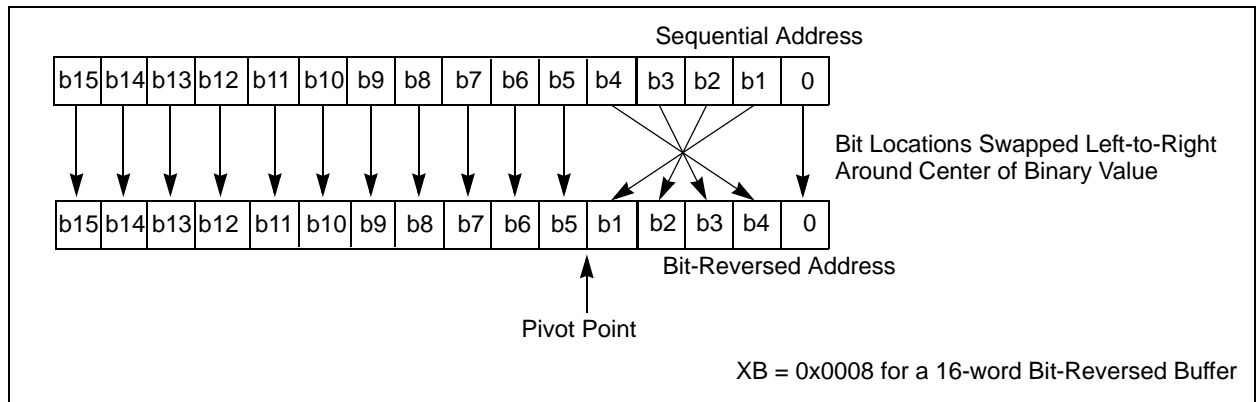 Sequential Address
b15 b14 b13 b12 b11 b10 b9 b8 b7 b6 b5 b4 b3 b2 b1 0
Bit Locations Swapped Left-to-Right
Around Center of Binary Value
b15 b14 b13 b12 b11 b10 b9 b8 b7 b6 b5 b1 b2 b3 b4 0
Bit-Reversed Address
Pivot Point
XB = 0x0008 for a 16-word Bit-Reversed Buffer